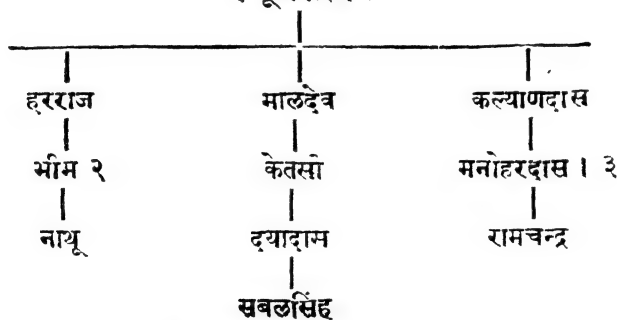 हरराज मालदेव कल्याणदास
भीम २ केतसो मनोहरदास । ३
नाथू दयादास रामचन्द्र
सबलसिंह